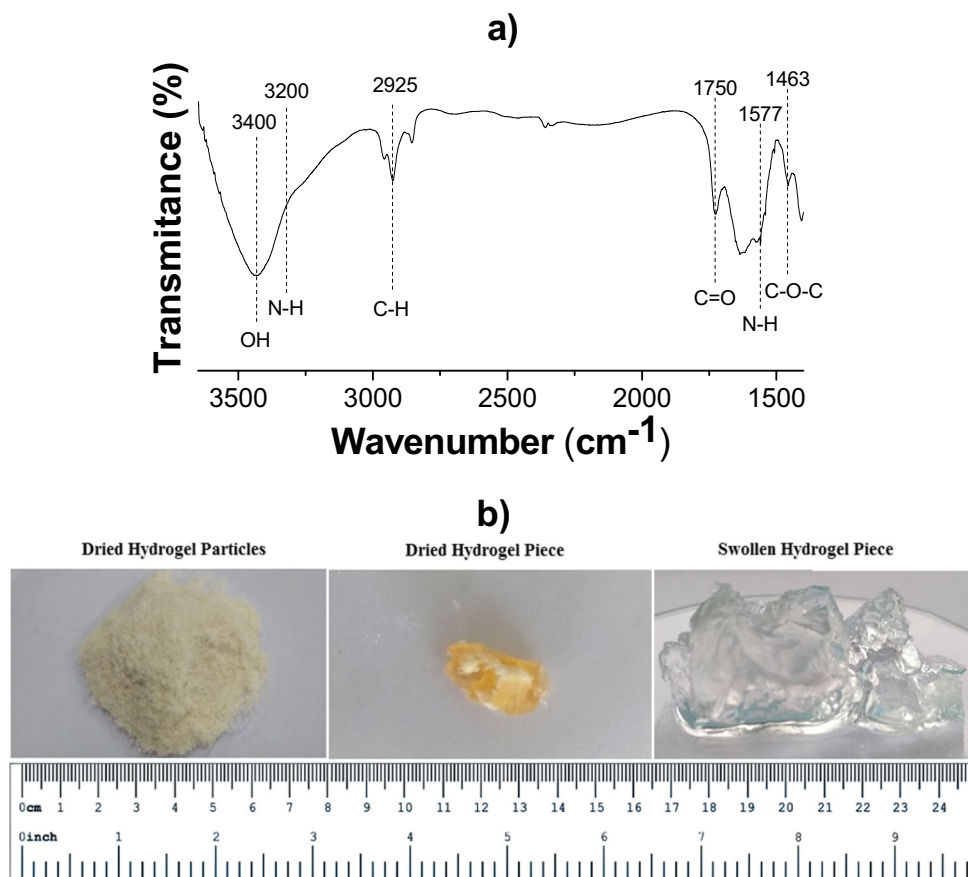 a)
Transmitance (%)
3400
3200
2925
1750
1577
1463
OH
N-H
C-H
C=O
N-H
C-O-C
3500 3000 2500 2000 1500
Wavenumber (cm-1)
b)
Dried Hydrogel Particles Dried Hydrogel Piece Swollen Hydrogel Piece
0cm 1 2 3 4 5 6 7 8 9 10 11 12 13 14 15 16 17 18 19 20 21 22 23 24
0inch 1 2 3 4 5 6 7 8 9